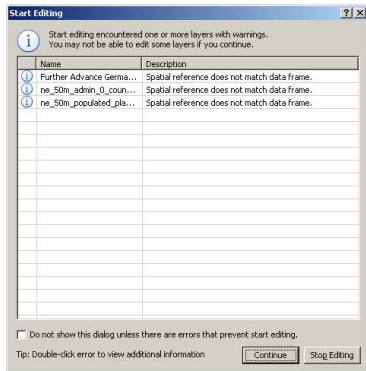 Start Editing
Start editing encountered one or more layers with warnings.
You may not be able to edit some layers if you continue.
Name Description
Further Advance Germa... Spatial reference does not match data frame.
ne_50m_admin_0_coun... Spatial reference does not match data frame.
ne_50m_populated_pla... Spatial reference does not match data frame.
Do not show this dialog unless there are errors that prevent start editing.
Tip: Double-click error to view additional information Continue Stop Editing